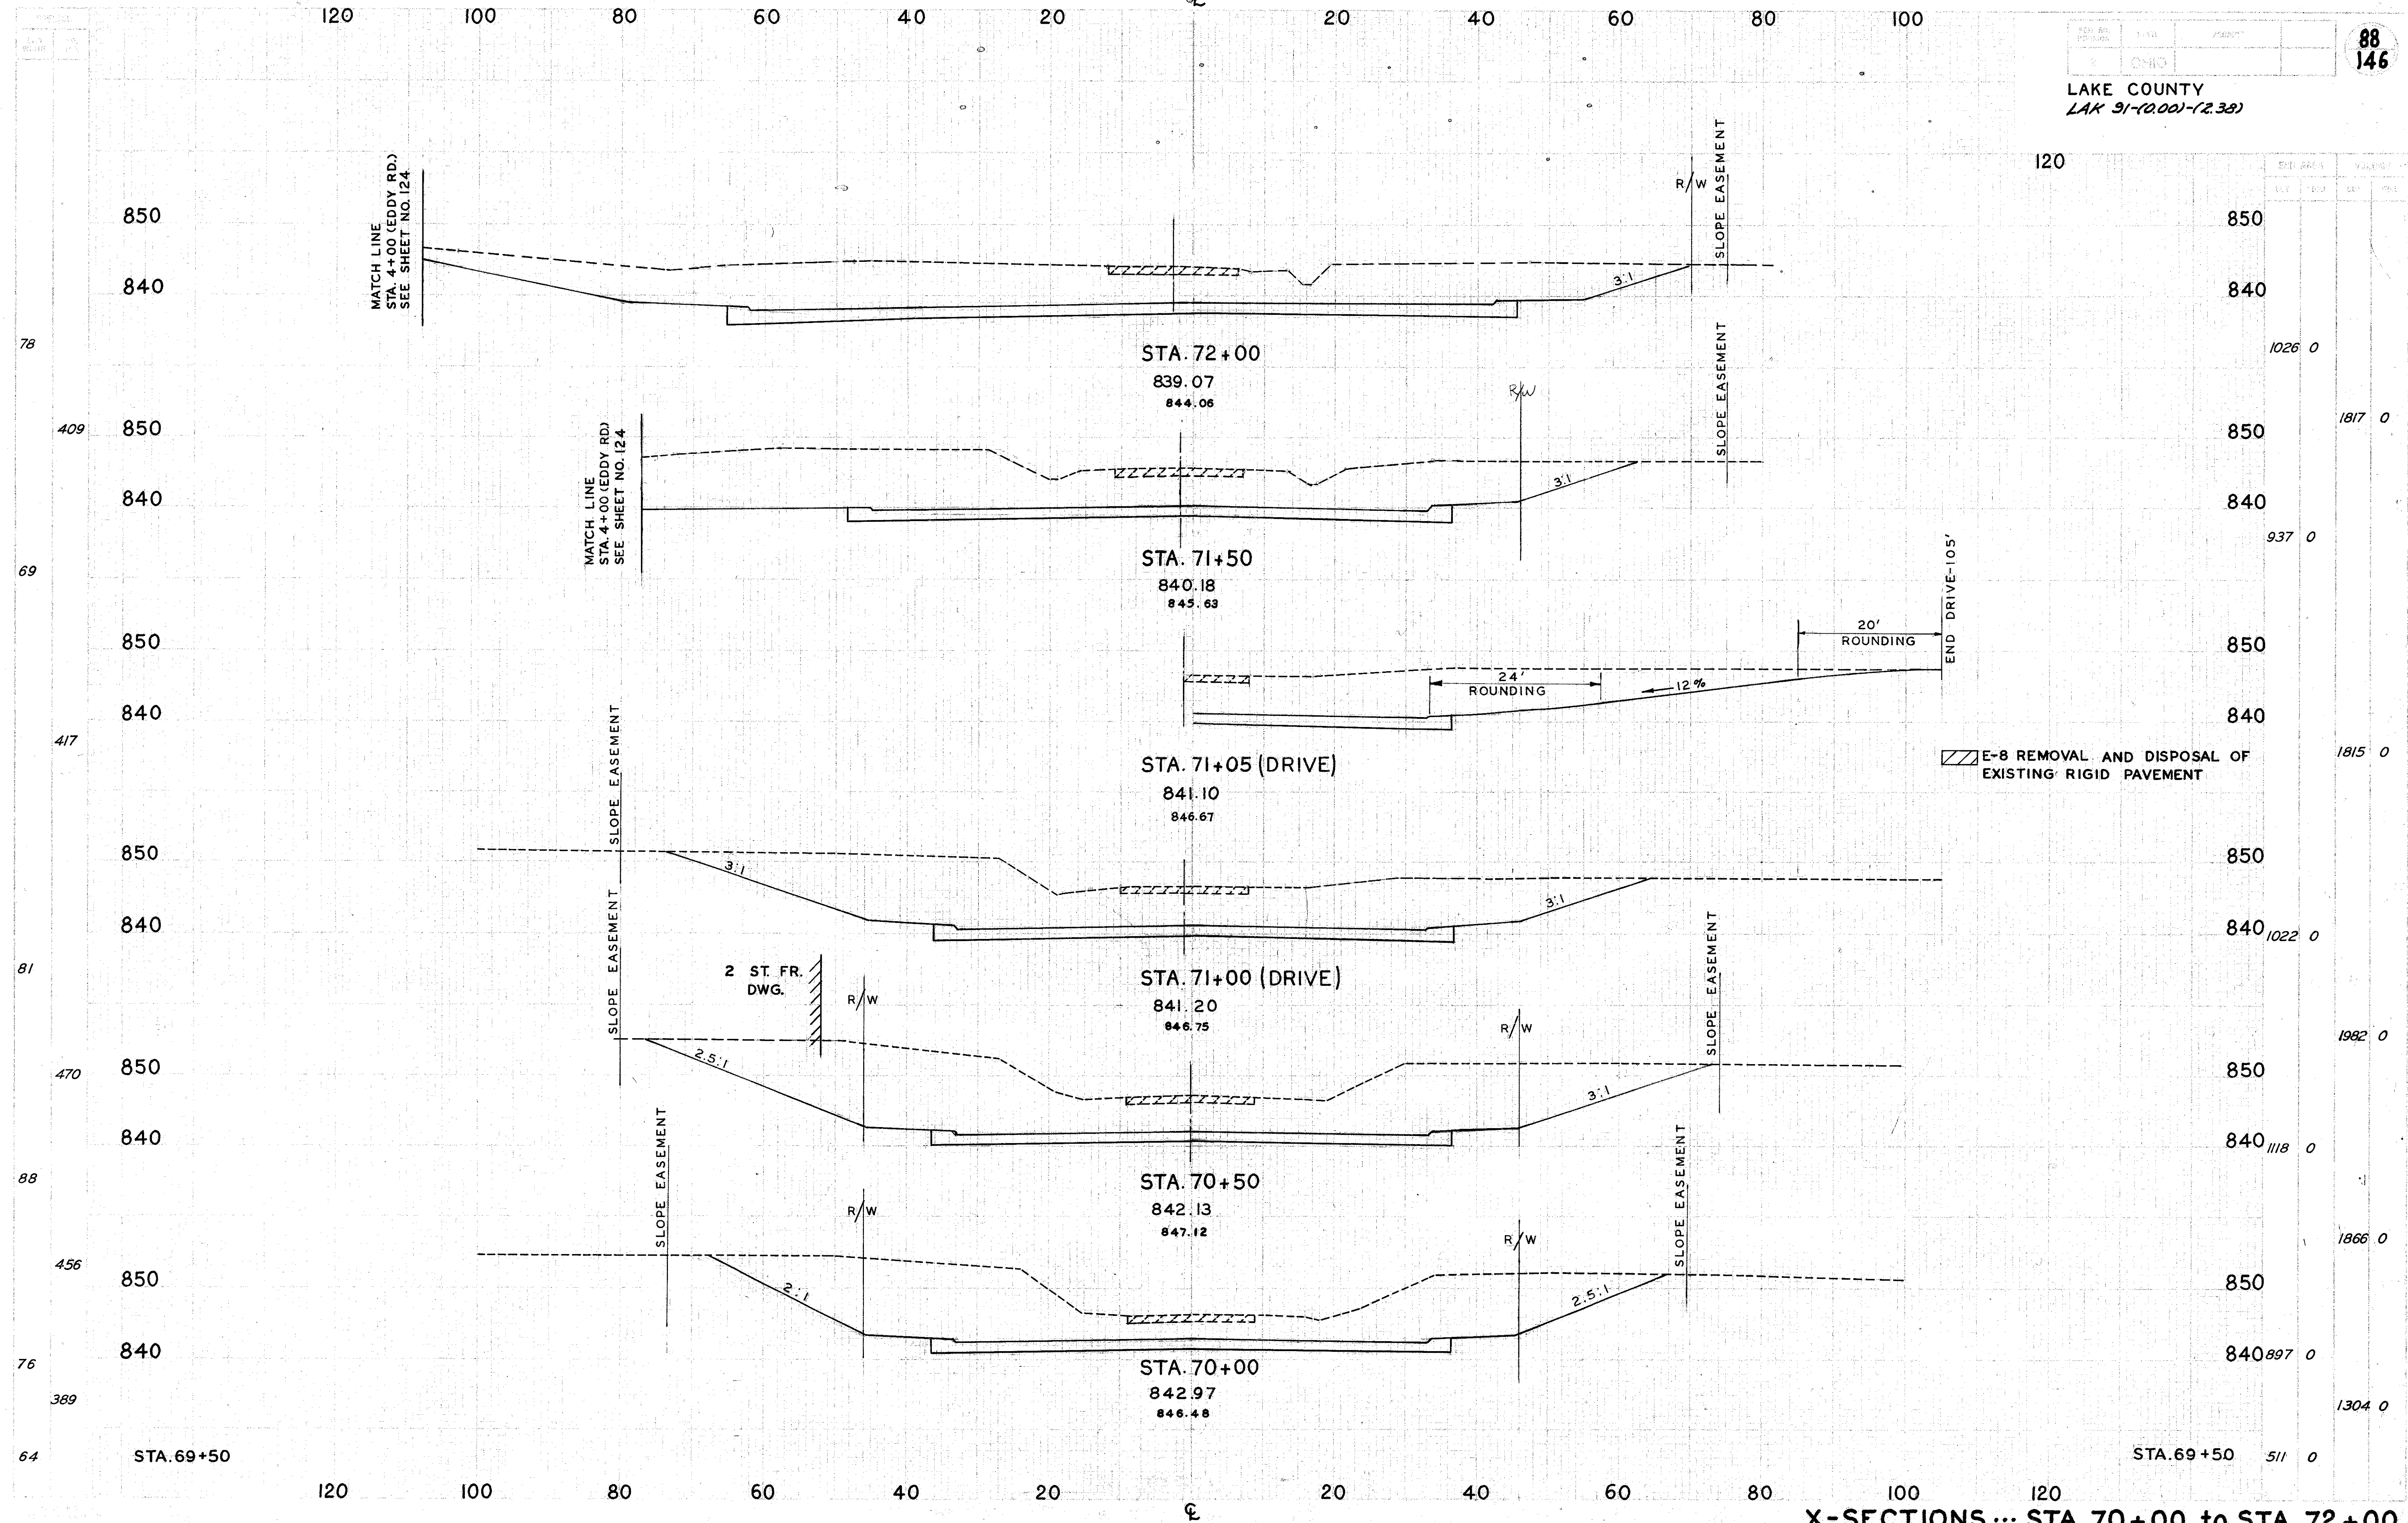 120 100 80 60 40 20 ℄ 20 40 60 80 100
88
146
OHIO
LAKE COUNTY
LAK 91-(0.00)-(2.38)
120
MATCH LINE
STA. 4+00 (EDDY RD.)
SEE SHEET NO. 124
R/W
SLOPE EASEMENT
850 850
840 840
3:1
STA. 72+00
839.07
844.06
78
1026 0
409
1817 0
MATCH LINE
STA. 4+00 (EDDY RD.)
SEE SHEET NO. 124
R/W
SLOPE EASEMENT
850 850
840 840
3:1
STA. 71+50
840.18
845.63
69
937 0
END DRIVE-105'
20'
ROUNDING
24'
ROUNDING
12%
850 850
840 840
STA. 71+05 (DRIVE)
841.10
846.67
417
1815 0
E-8 REMOVAL AND DISPOSAL OF
EXISTING RIGID PAVEMENT
SLOPE EASEMENT
850 850
840 840
3:1
3:1
STA. 71+00 (DRIVE)
841.20
846.75
81
1022 0
470
1982 0
SLOPE EASEMENT
2 ST. FR.
DWG.
R/W
R/W
SLOPE EASEMENT
850 850
840 840
2.5:1
3:1
STA. 70+50
842.13
847.12
88
1118 0
456
1866 0
SLOPE EASEMENT
R/W
R/W
SLOPE EASEMENT
850 850
840 840
2:1
2.5:1
STA. 70+00
842.97
846.48
76
897 0
389
1304 0
64
STA. 69+50
STA. 69+50
511 0
120 100 80 60 40 20 ℄ 20 40 60 80 100 120
X-SECTIONS ... STA. 70+00 to STA. 72+00